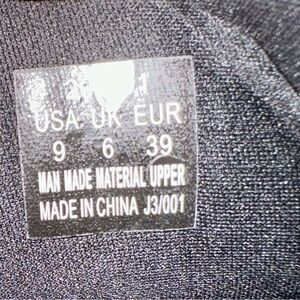 USA UK EUR
9 6 39
MAN MADE MATERIAL UPPER
MADE IN CHINA J3/001